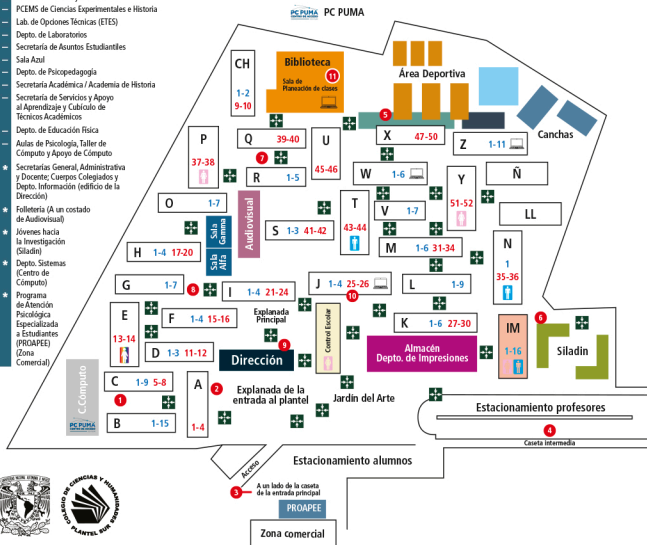 PCEMS de Ciencias Experimentales e Historia
Lab. de Opciones Técnicas (ETES)
Depto. de Laboratorios
Secretaría de Asuntos Estudiantiles
Sala Azul
Depto. de Psicopedagogía
Secretaría Académica / Academia de Historia
Secretaría de Servicios y Apoyo
al Aprendizaje y Cubículo de
Técnicos Académicos
Depto. de Educación Física
Aulas de Psicología, Taller de
Cómputo y Apoyo de Cómputo
Secretarías General, Administrativa
y Docente; Cuerpos Colegiados y
Depto. Información (edificio de la
Dirección)
Folletería (A un costado
de Audiovisual)
Jóvenes hacia
la Investigación
(Siladin)
Depto. Sistemas
(Centro de
Cómputo)
Programa
de Atención
Psicológica
Especializada
a Estudiantes
(PROAPEE)
(Zona
Comercial)
PC PUMA PC PUMA
CH
1-2
9-10
Biblioteca
11
Sala de
Planeación de clases
Área Deportiva
Canchas
5
P
37-38
Q 39-40
7
R 1-5
U
45-46
X 47-50
Z 1-11
W 1-6
Y
51-52
Ñ
LL
O 1-7
Sala
Gamma
Sala
Alfa
Audiovisual
S 1-3 41-42
T
43-44
V 1-7
M 1-6 31-34
N
1
35-36
H 1-4 17-20
G 1-7
8
I 1-4 21-24
J 1-4 25-26
10
L 1-9
E
13-14
F 1-4 15-16
Explanada
Principal
9
Control Escolar
K 1-6 27-30
IM
1-16
6
Siladin
D 1-3 11-12
Dirección
Almacén
Depto. de Impresiones
C.Cómputo
PC PUMA
C 1-9 5-8
1
B 1-15
A
1-4
2
Explanada de la
entrada al plantel
Jardín del Arte
Estacionamiento profesores
4
Caseta intermedia
Acceso
Estacionamiento alumnos
3
A un lado de la caseta
de la entrada principal
PROAPEE
Zona comercial
COLEGIO DE CIENCIAS Y HUMANIDADES
PLANTEL SUR